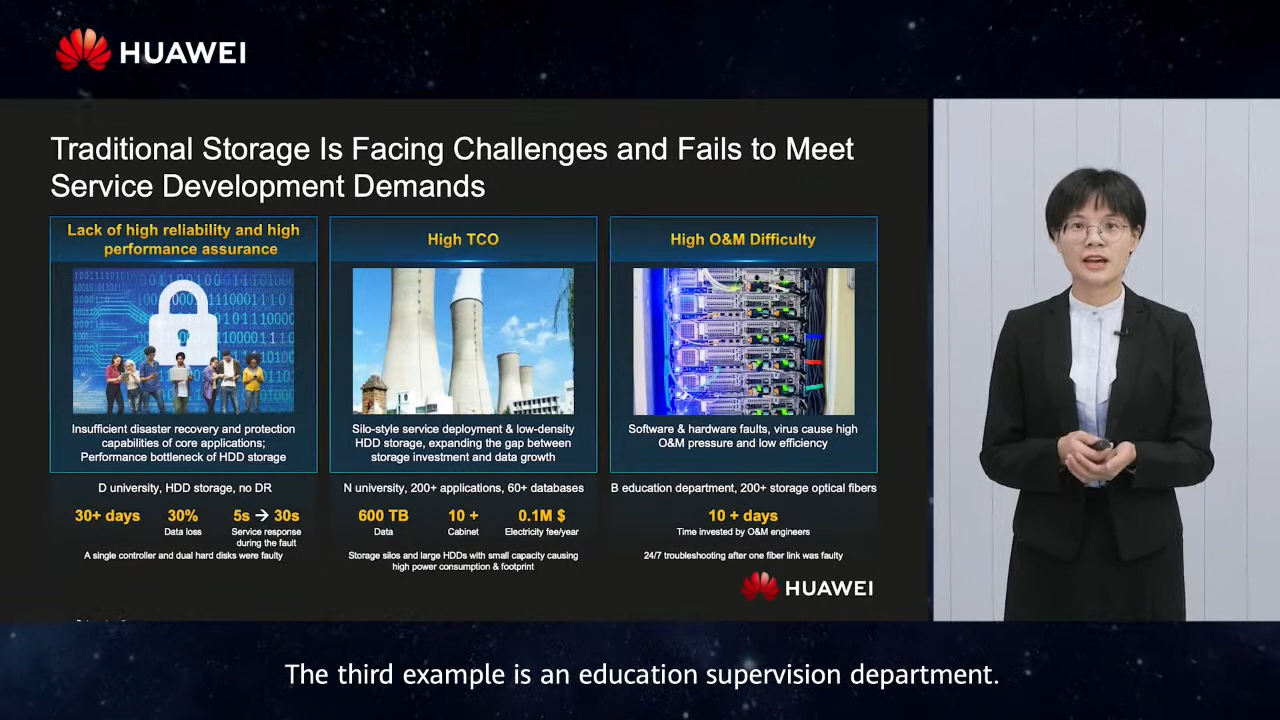 HUAWEI
Traditional Storage Is Facing Challenges and Fails to Meet
Service Development Demands
Lack of high reliability and high
performance assurance
Insufficient disaster recovery and protection
capabilities of core applications;
Performance bottleneck of HDD storage
D university, HDD storage, no DR
30+ days
30%
Data loss
5s → 30s
Service response
during the fault
A single controller and dual hard disks were faulty
High TCO
Silo-style service deployment & low-density
HDD storage, expanding the gap between
storage investment and data growth
N university, 200+ applications, 60+ databases
600 TB
Data
10 +
Cabinet
0.1M $
Electricity fee/year
Storage silos and large HDDs with small capacity causing
high power consumption & footprint
High O&M Difficulty
Software & hardware faults, virus cause high
O&M pressure and low efficiency
B education department, 200+ storage optical fibers
10 + days
Time invested by O&M engineers
24/7 troubleshooting after one fiber link was faulty
HUAWEI
The third example is an education supervision department.